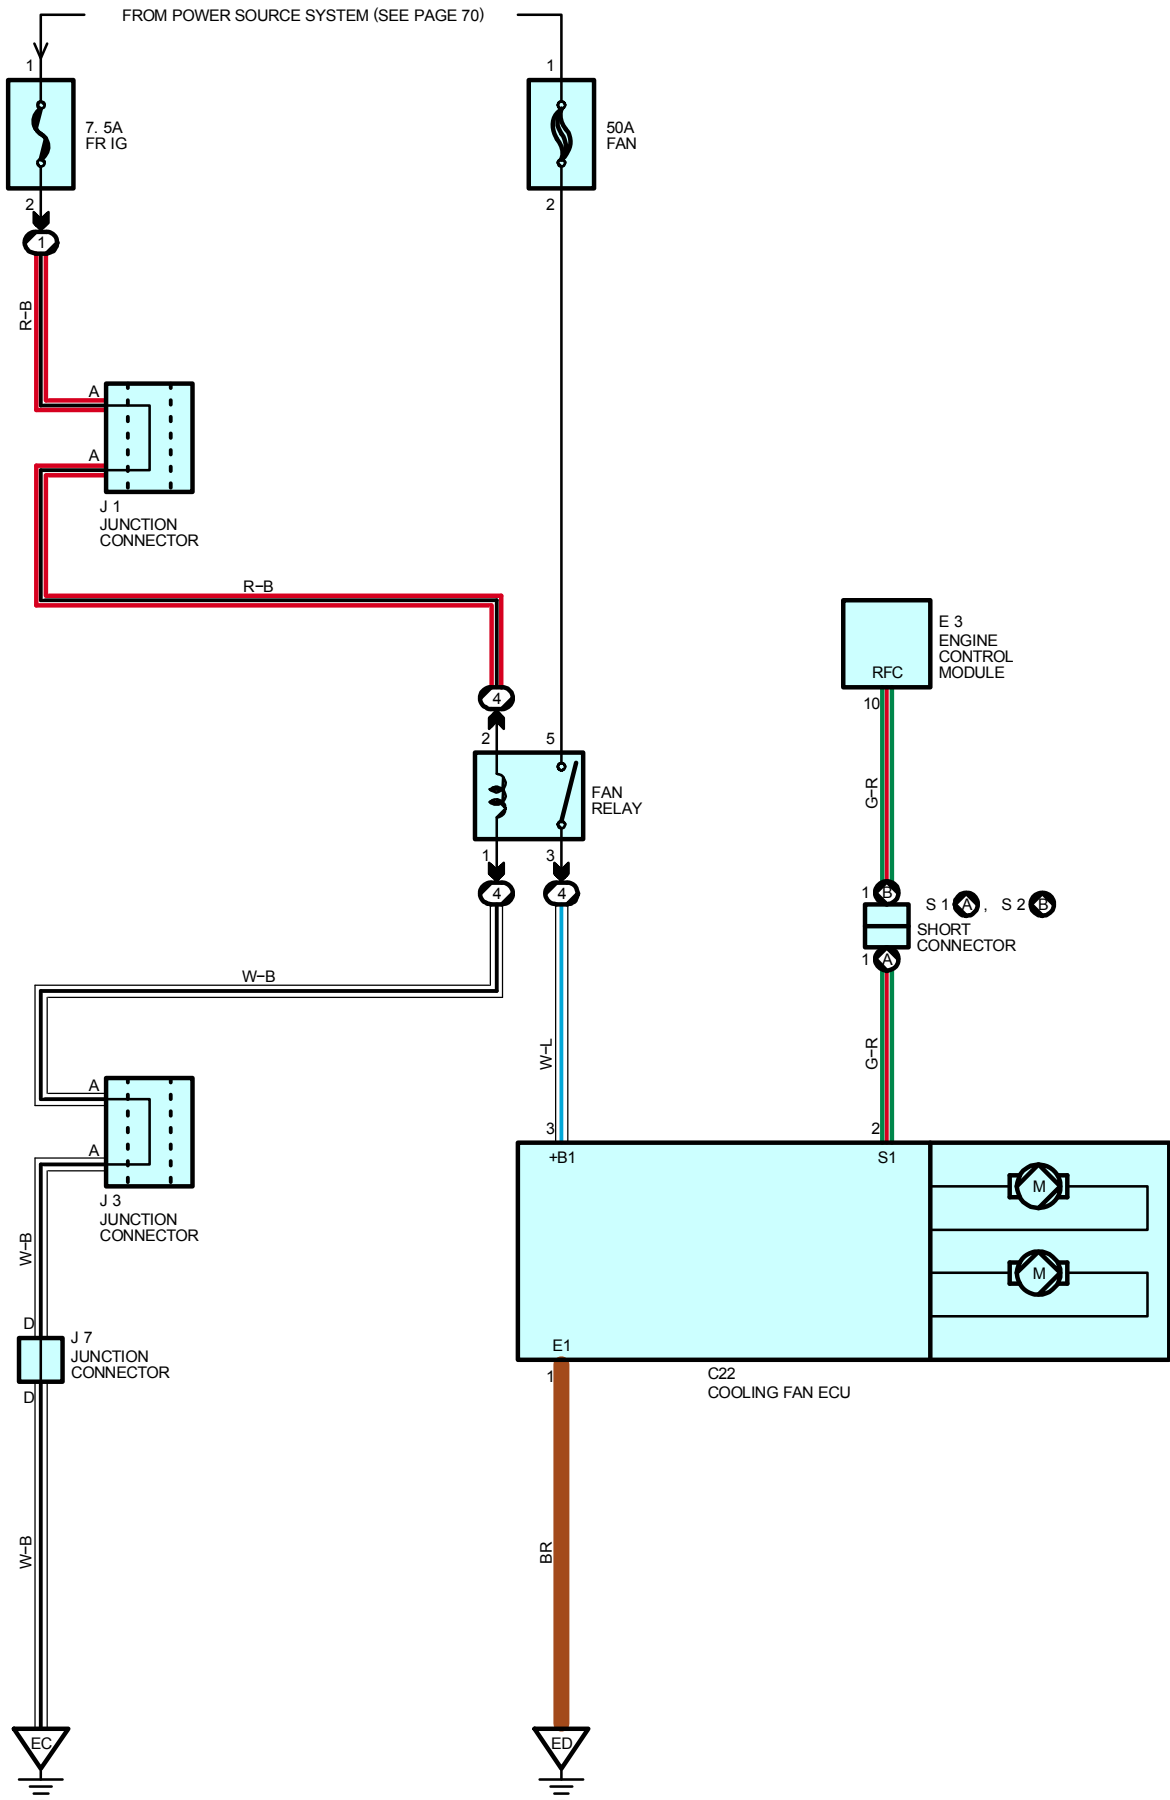 FROM POWER SOURCE SYSTEM (SEE PAGE 70)
1
1
7. 5A
FR IG
50A
FAN
2
2
1
R-B
A
A
J 1
JUNCTION
CONNECTOR
R-B
E 3
ENGINE
CONTROL
MODULE
RFC
10
4
2
5
FAN
RELAY
G-R
1
3
4
4
1 B
S 1 A , S 2 B
SHORT
CONNECTOR
1 A
W-B
W-L
G-R
A
A
J 3
JUNCTION
CONNECTOR
3
2
+B1
S1
M
M
W-B
D
J 7
JUNCTION
CONNECTOR
D
E1
1
C22
COOLING FAN ECU
W-B
BR
EC
ED